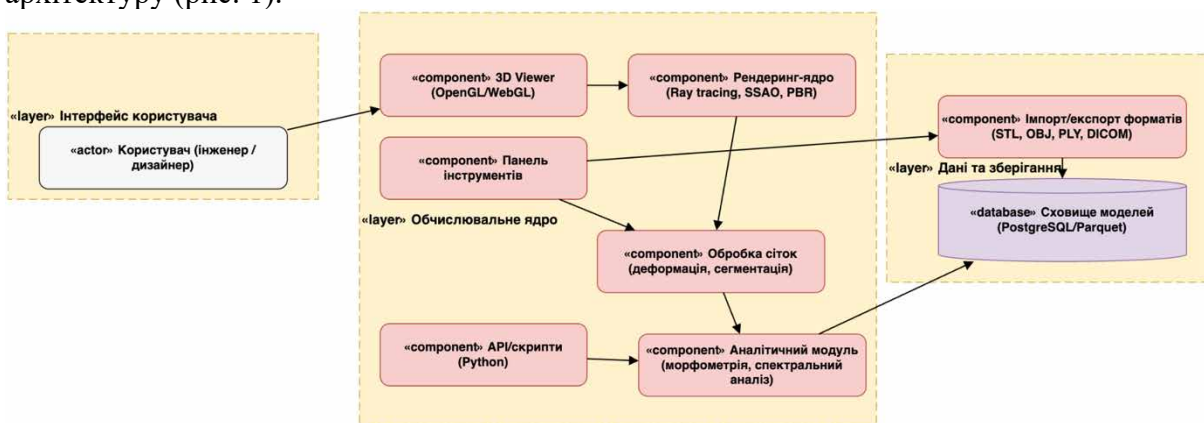 архітектуру (рис. 1).
«layer» Інтерфейс користувача
«actor» Користувач (інженер /
дизайнер)
«component» 3D Viewer
(OpenGL/WebGL)
«component» Рендеринг-ядро
(Ray tracing, SSAO, PBR)
«component» Панель
інструментів
«layer» Обчислювальне ядро
«component» Обробка сіток
(деформація, сегментація)
«component» API/скрипти
(Python)
«component» Аналітичний модуль
(морфометрія, спектральний
аналіз)
«component» Імпорт/експорт форматів
(STL, OBJ, PLY, DICOM)
«layer» Дані та зберігання
«database» Сховище моделей
(PostgreSQL/Parquet)